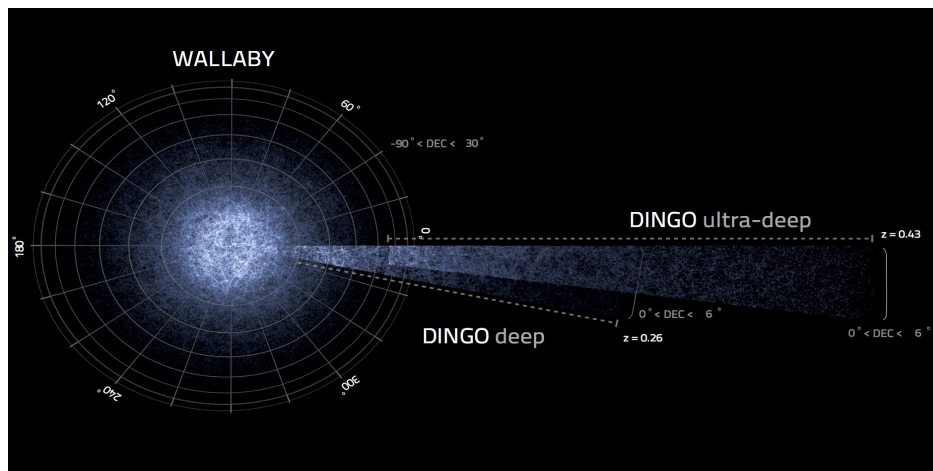 WALLABY
120°
60°
-90° < DEC < 30°
DINGO ultra-deep
0°
z = 0.43
180°
0° < DEC < 6°
DINGO deep
z = 0.26
0° < DEC < 6°
240°
300°